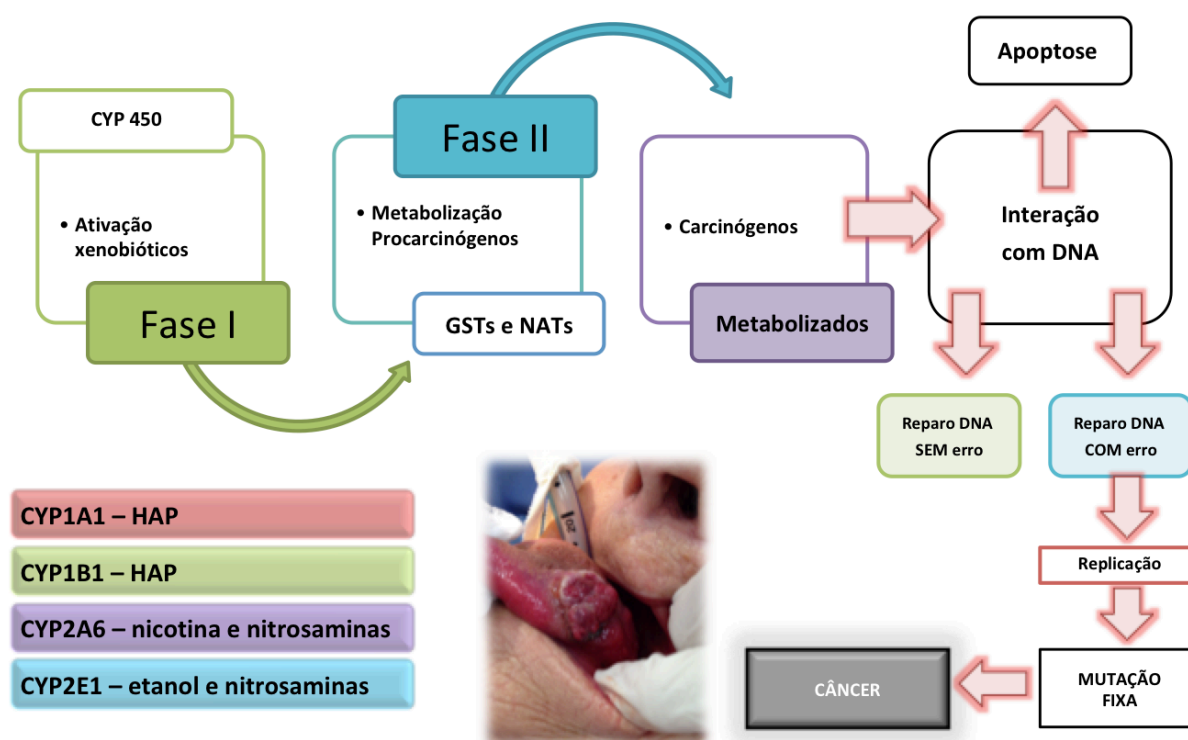 CYP 450
• Ativação
xenobióticos
Fase I
Fase II
• Metabolização
Procarcinógenos
GSTs e NATs
• Carcinógenos
Metabolizados
Apoptose
Interação
com DNA
Reparo DNA
SEM erro
Reparo DNA
COM erro
Replicação
MUTAÇÃO
FIXA
CÂNCER
CYP1A1 – HAP
CYP1B1 – HAP
CYP2A6 – nicotina e nitrosaminas
CYP2E1 – etanol e nitrosaminas